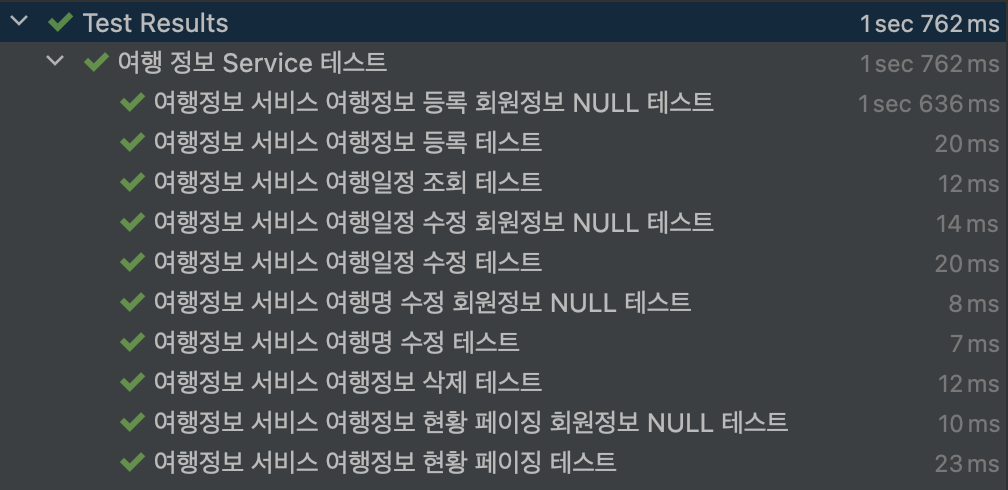 Test Results 1 sec 762 ms
여행 정보 Service 테스트 1 sec 762 ms
여행정보 서비스 여행정보 등록 회원정보 NULL 테스트 1 sec 636 ms
여행정보 서비스 여행정보 등록 테스트 20 ms
여행정보 서비스 여행일정 조회 테스트 12 ms
여행정보 서비스 여행일정 수정 회원정보 NULL 테스트 14 ms
여행정보 서비스 여행일정 수정 테스트 20 ms
여행정보 서비스 여행명 수정 회원정보 NULL 테스트 8 ms
여행정보 서비스 여행명 수정 테스트 7 ms
여행정보 서비스 여행정보 삭제 테스트 12 ms
여행정보 서비스 여행정보 현황 페이징 회원정보 NULL 테스트 10 ms
여행정보 서비스 여행정보 현황 페이징 테스트 23 ms